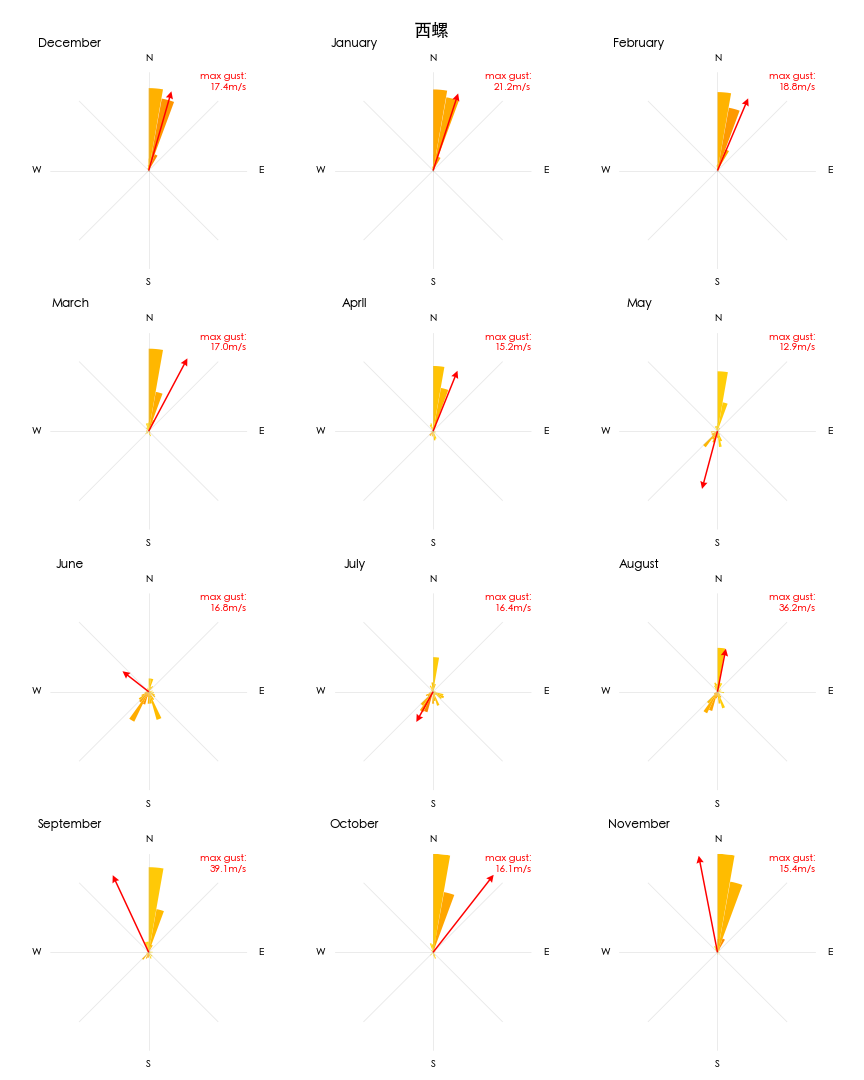 西螺
December
N
max gust:
17.4m/s
W
E
S
January
N
max gust:
21.2m/s
W
E
S
February
N
max gust:
18.8m/s
W
E
S
March
N
max gust:
17.0m/s
W
E
S
April
N
max gust:
15.2m/s
W
E
S
May
N
max gust:
12.9m/s
W
E
S
June
N
max gust:
16.8m/s
W
E
S
July
N
max gust:
16.4m/s
W
E
S
August
N
max gust:
36.2m/s
W
E
S
September
N
max gust:
39.1m/s
W
E
S
October
N
max gust:
16.1m/s
W
E
S
November
N
max gust:
15.4m/s
W
E
S